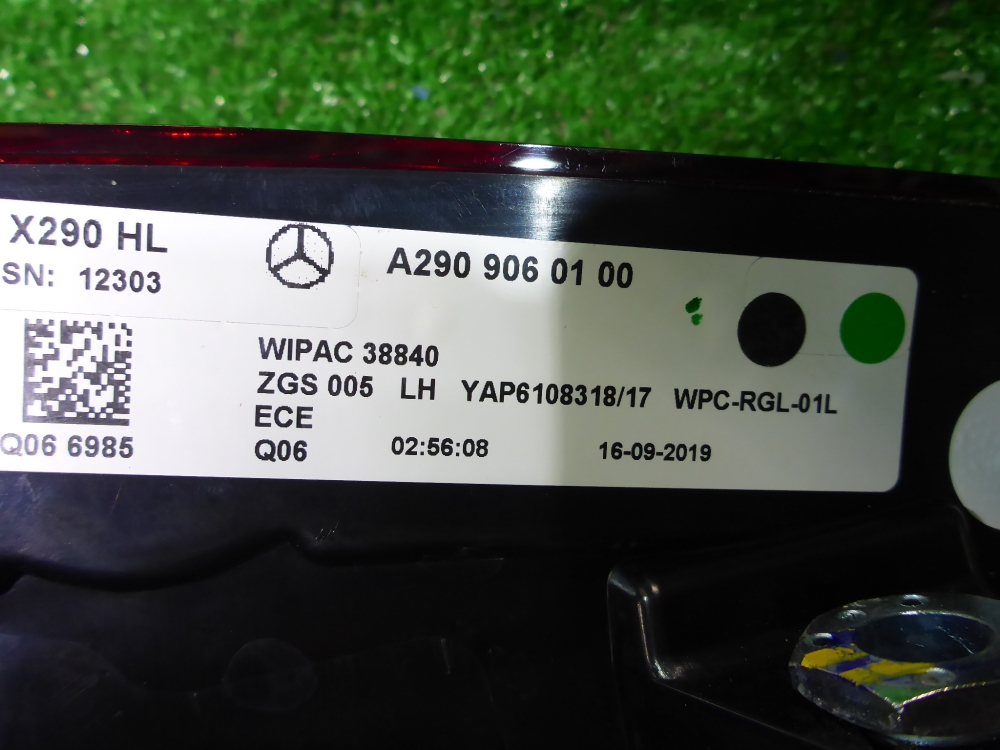 X290 HL
SN: 12303
A290 906 01 00
WIPAC 38840
ZGS 005 LH YAP6108318/17 WPC-RGL-01L
ECE
Q06 6985
Q06 02:56:08 16-09-2019